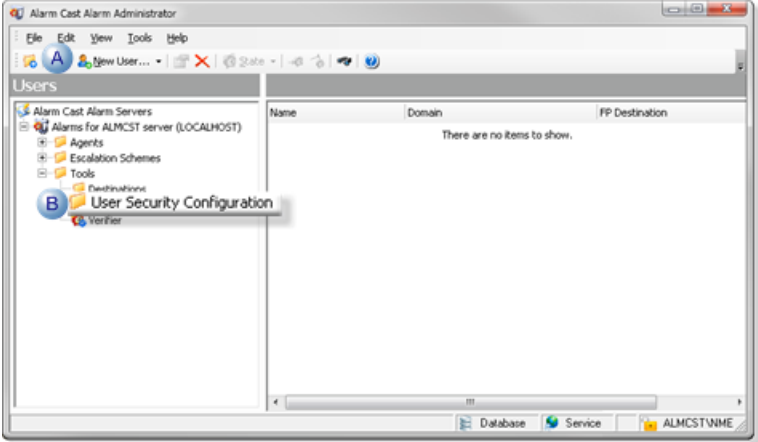 Alarm Cast Alarm Administrator
File Edit View Tools Help
A New User... State
Users
Alarm Cast Alarm Servers
Name Domain FP Destination
Alarms for ALMCST server (LOCALHOST)
There are no items to show.
Agents
Escalation Schemes
Tools
Destinations
B User Security Configuration
Verifier
Database Service ALMCST\NME